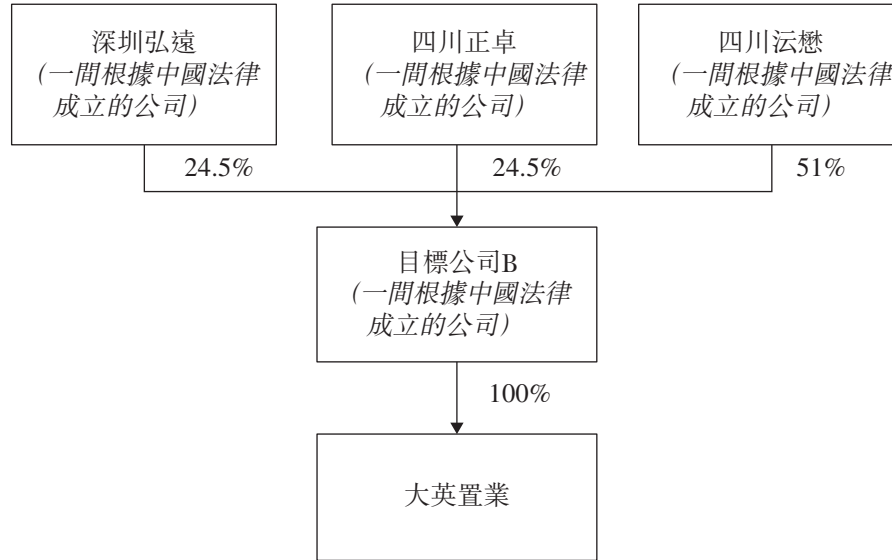 深圳弘遠
(一間根據中國法律
成立的公司)
四川正卓
(一間根據中國法律
成立的公司)
四川沄懋
(一間根據中國法律
成立的公司)
24.5%
24.5%
51%
目標公司B
(一間根據中國法律
成立的公司)
100%
大英置業